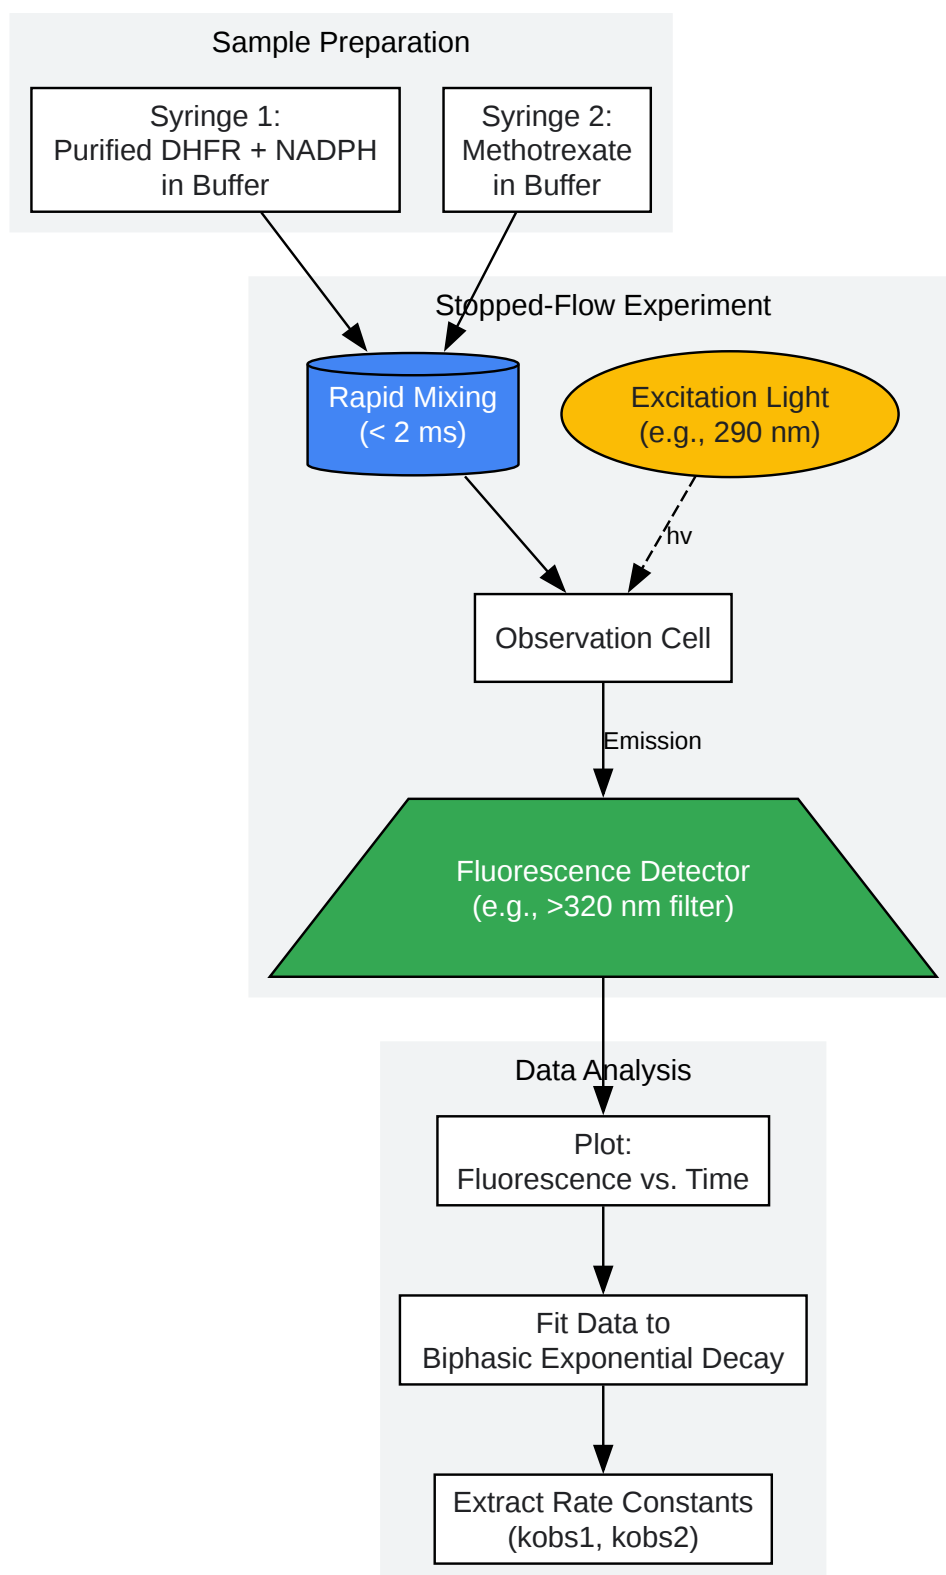 Sample Preparation
Syringe 1:
Purified DHFR + NADPH
in Buffer
Syringe 2:
Methotrexate
in Buffer
Stopped-Flow Experiment
Rapid Mixing
(< 2 ms)
Excitation Light
(e.g., 290 nm)
hv
Observation Cell
Emission
Fluorescence Detector
(e.g., >320 nm filter)
Data Analysis
Plot:
Fluorescence vs. Time
Fit Data to
Biphasic Exponential Decay
Extract Rate Constants
(kobs1, kobs2)